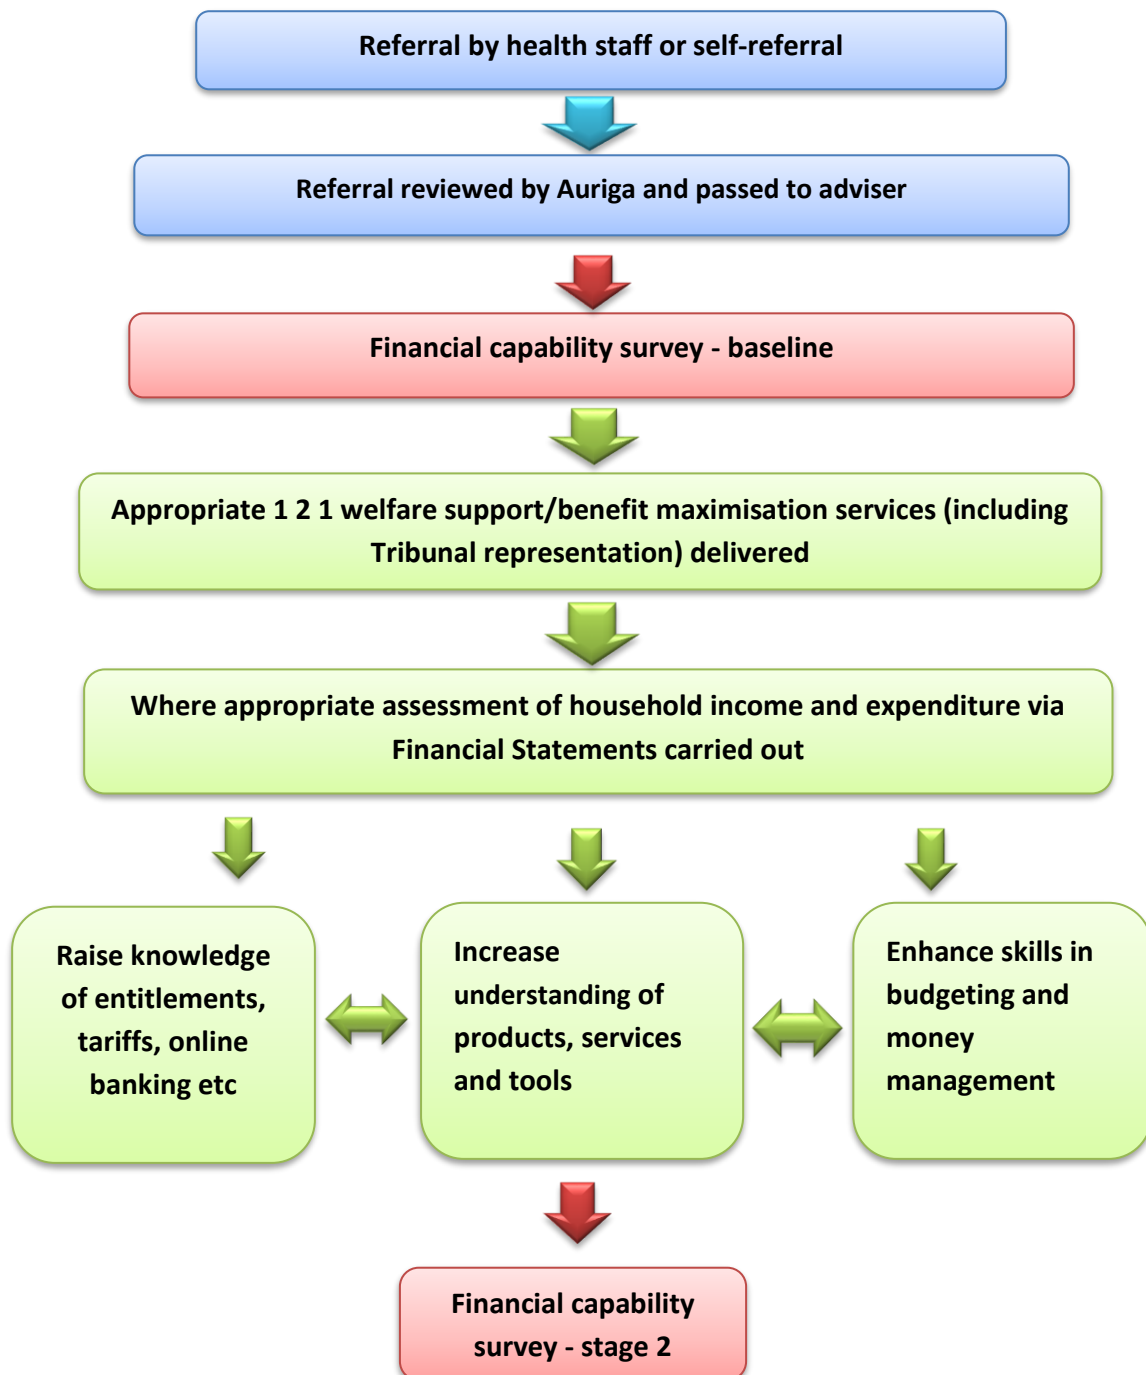 Referral by health staff or self-referral
Referral reviewed by Auriga and passed to adviser
Financial capability survey - baseline
Appropriate 1 2 1 welfare support/benefit maximisation services (including
Tribunal representation) delivered
Where appropriate assessment of household income and expenditure via
Financial Statements carried out
Raise knowledge
of entitlements,
tariffs, online
banking etc
Increase
understanding of
products, services
and tools
Enhance skills in
budgeting and
money
management
Financial capability
survey - stage 2